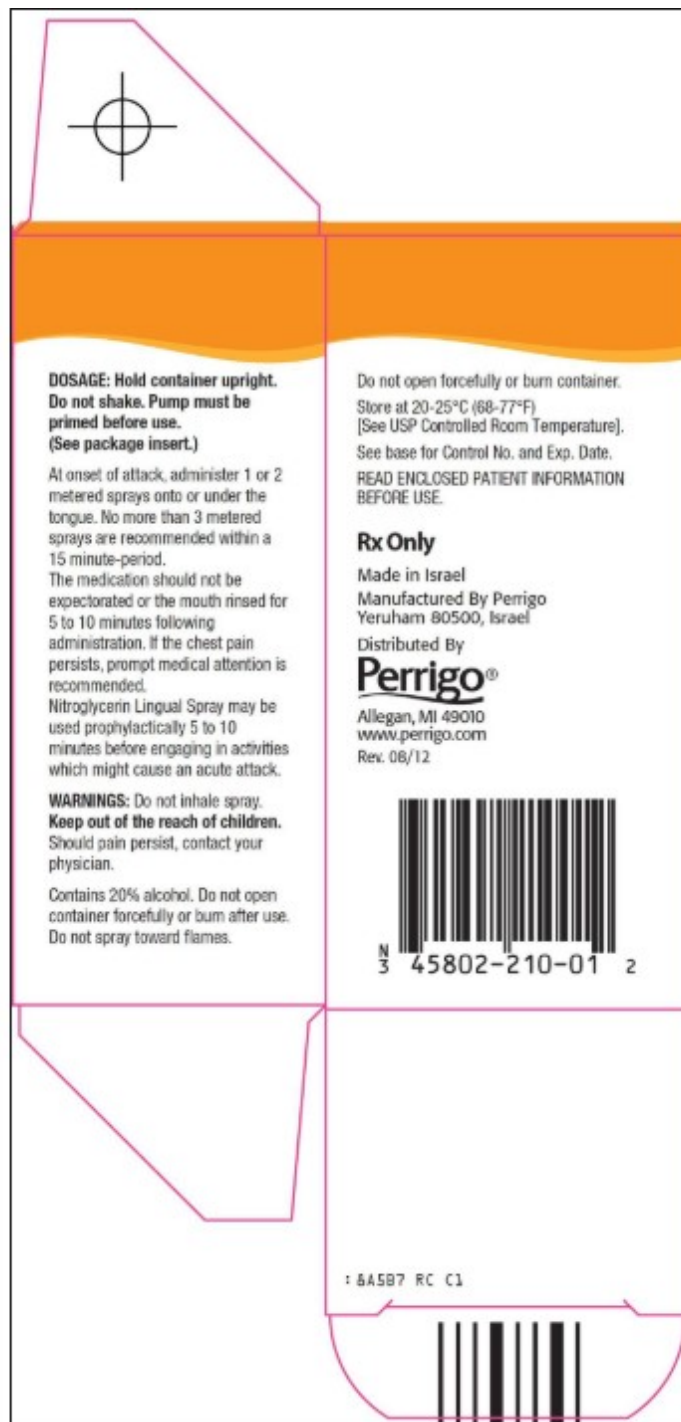 DOSAGE: Hold container upright.
Do not shake. Pump must be
primed before use.
(See package insert.)
At onset of attack, administer 1 or 2
metered sprays onto or under the
tongue. No more than 3 metered
sprays are recommended within a
15 minute-period.
The medication should not be
expectorated or the mouth rinsed for
5 to 10 minutes following
administration. If the chest pain
persists, prompt medical attention is
recommended.
Nitroglycerin Lingual Spray may be
used prophylactically 5 to 10
minutes before engaging in activities
which might cause an acute attack.
WARNINGS: Do not inhale spray.
Keep out of the reach of children.
Should pain persist, contact your
physician.
Contains 20% alcohol. Do not open
container forcefully or burn after use.
Do not spray toward flames.
Do not open forcefully or burn container.
Store at 20-25°C (68-77°F)
[See USP Controlled Room Temperature].
See base for Control No. and Exp. Date.
READ ENCLOSED PATIENT INFORMATION
BEFORE USE.
Rx Only
Made in Israel
Manufactured By Perrigo
Yeruham 80500, Israel
Distributed By
Perrigo®
Allegan, MI 49010
www.perrigo.com
Rev. 08/12
N
3 45802-210-01 2
: &A5B7 RC C1